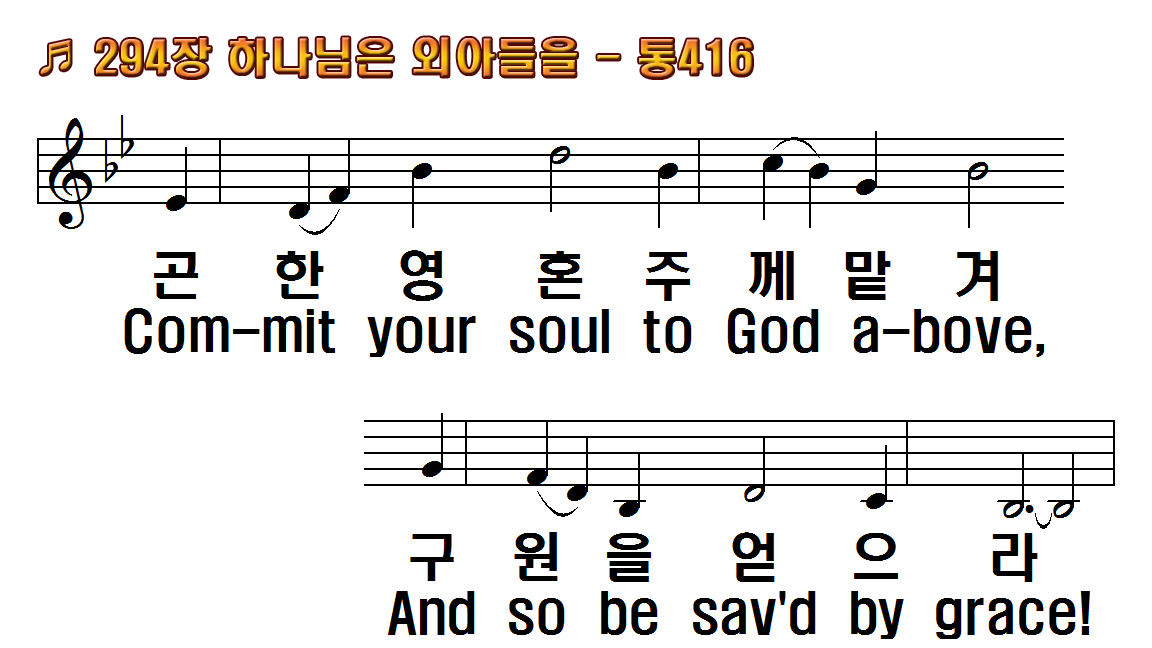 ♬ 294장 하나님은 외아들을 - 통416
곤 한 영 혼 주 께 맡 겨
Com-mit your soul to God a-bove,
구 원 을 얻 으 라
And so be sav'd by grace!